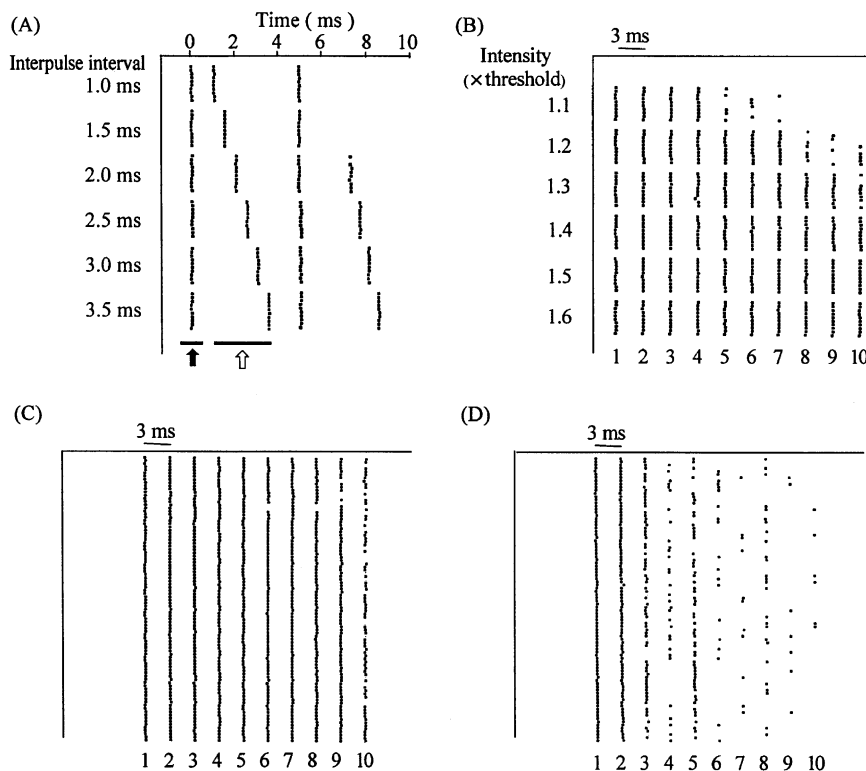 (A)
Time ( ms )
0 2 4 6 8 10
Interpulse interval
1.0 ms
1.5 ms
2.0 ms
2.5 ms
3.0 ms
3.5 ms
(B)
3 ms
Intensity
(×threshold)
1.1
1.2
1.3
1.4
1.5
1.6
1 2 3 4 5 6 7 8 9 10
(C)
3 ms
1 2 3 4 5 6 7 8 9 10
(D)
3 ms
1 2 3 4 5 6 7 8 9 10